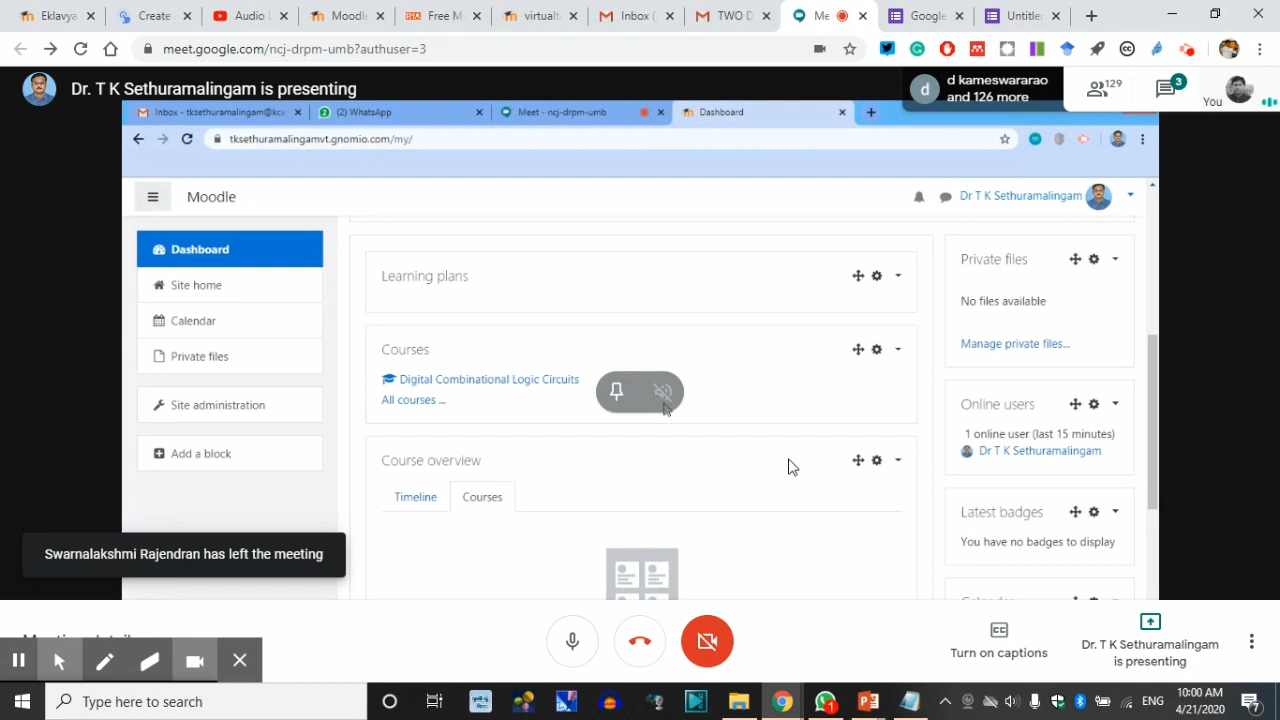 Eklavya
Create
Audio L
Moodle
Free M
virtualt
Inbox (
TWO D
Me
Google
Untitle
meet.google.com/ncj-drpm-umb?authuser=3
Dr. T K Sethuramalingam is presenting
d kameswararao
and 126 more
129
3
You
Inbox - tksethuramalingam@kce
(2) WhatsApp
Meet - ncj-drpm-umb
Dashboard
tksethuramalingamvt.gnomio.com/my/
Moodle
Dr T K Sethuramalingam
Dashboard
Site home
Calendar
Private files
Site administration
Add a block
Learning plans
Courses
Digital Combinational Logic Circuits
All courses ...
Course overview
Timeline
Courses
Private files
No files available
Manage private files...
Online users
1 online user (last 15 minutes)
Dr T K Sethuramalingam
Latest badges
You have no badges to display
Swarnalakshmi Rajendran has left the meeting
Turn on captions
Dr. T K Sethuramalingam
is presenting
Type here to search
1
ENG
10:00 AM
4/21/2020
7